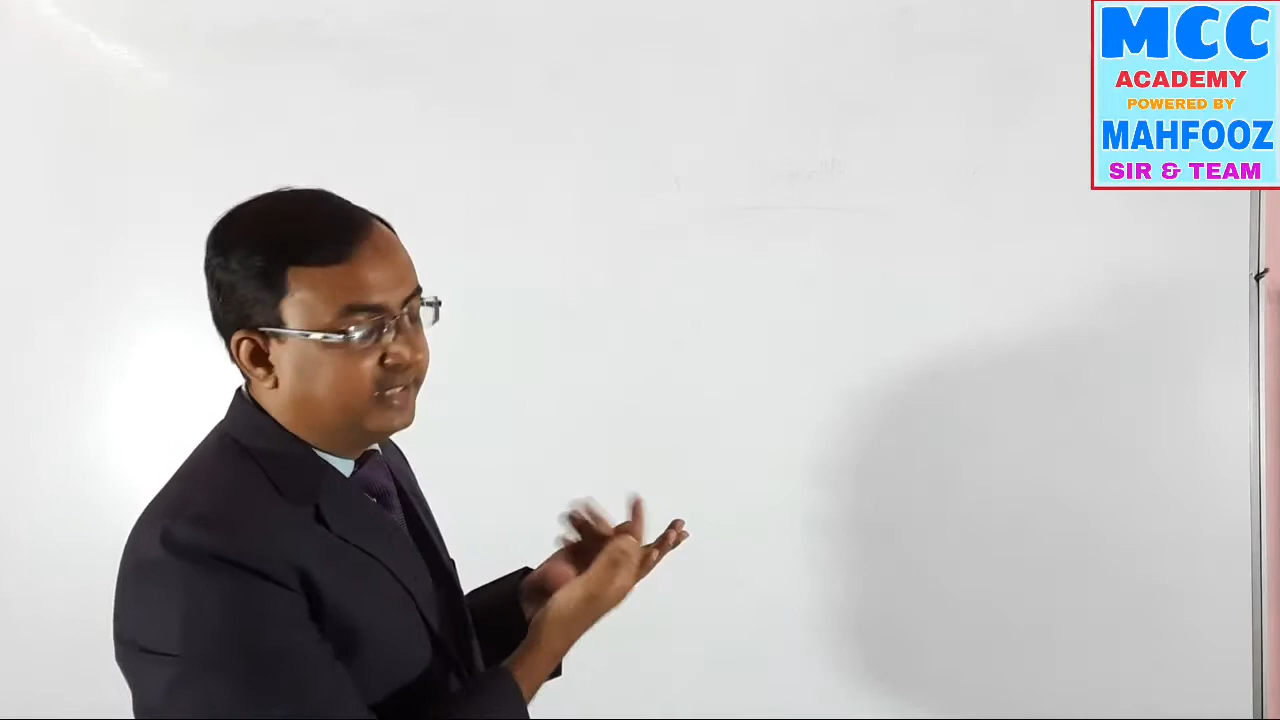 MCC
ACADEMY
POWERED BY
MAHFOOZ
SIR & TEAM